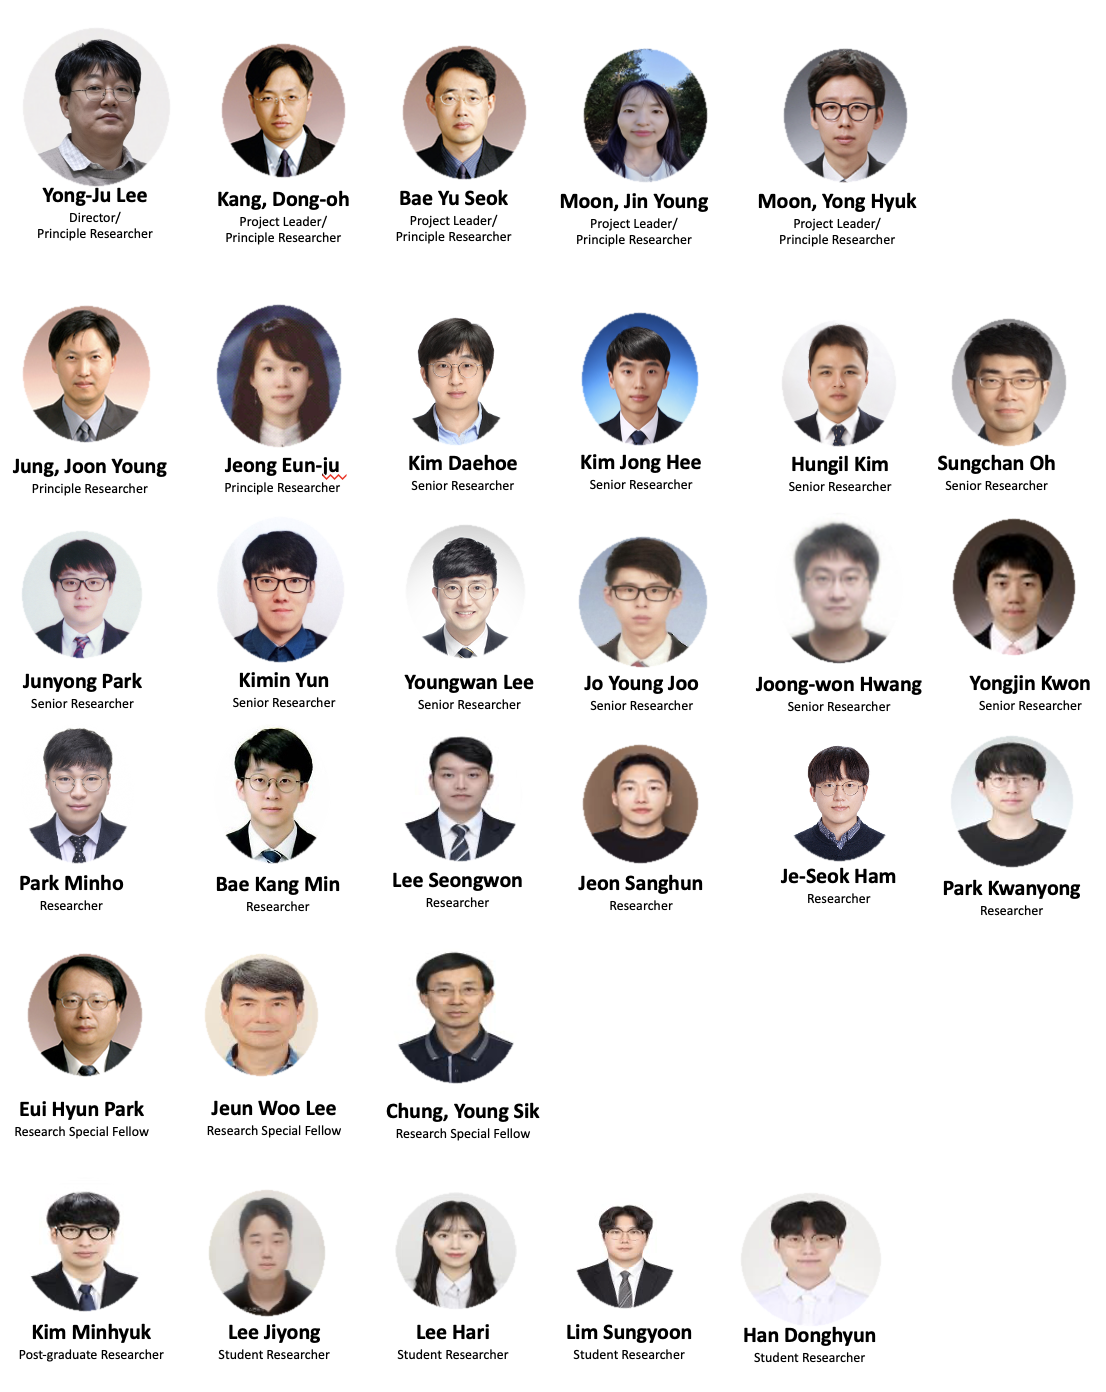 Yong-Ju Lee
Director/
Principle Researcher
Kang, Dong-oh
Project Leader/
Principle Researcher
Bae Yu Seok
Project Leader/
Principle Researcher
Moon, Jin Young
Project Leader/
Principle Researcher
Moon, Yong Hyuk
Project Leader/
Principle Researcher
Jung, Joon Young
Principle Researcher
Jeong Eun-ju
Principle Researcher
Kim Daehoe
Senior Researcher
Kim Jong Hee
Senior Researcher
Hungil Kim
Senior Researcher
Sungchan Oh
Senior Researcher
Junyong Park
Senior Researcher
Kimin Yun
Senior Researcher
Youngwan Lee
Senior Researcher
Jo Young Joo
Senior Researcher
Joong-won Hwang
Senior Researcher
Yongjin Kwon
Senior Researcher
Park Minho
Researcher
Bae Kang Min
Researcher
Lee Seongwon
Researcher
Jeon Sanghun
Researcher
Je-Seok Ham
Researcher
Park Kwanyong
Researcher
Eui Hyun Park
Research Special Fellow
Jeun Woo Lee
Research Special Fellow
Chung, Young Sik
Research Special Fellow
Kim Minhyuk
Post-graduate Researcher
Lee Jiyong
Student Researcher
Lee Hari
Student Researcher
Lim Sungyoon
Student Researcher
Han Donghyun
Student Researcher